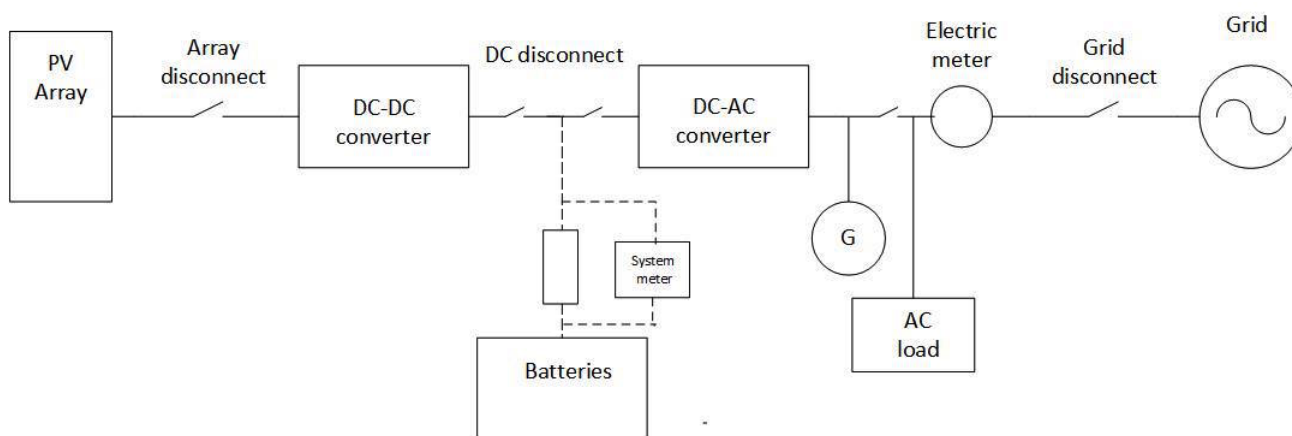 PV
Array
Array
disconnect
DC-DC
converter
DC disconnect
DC-AC
converter
Electric
meter
Grid
disconnect
Grid
G
System
meter
AC
load
Batteries
-